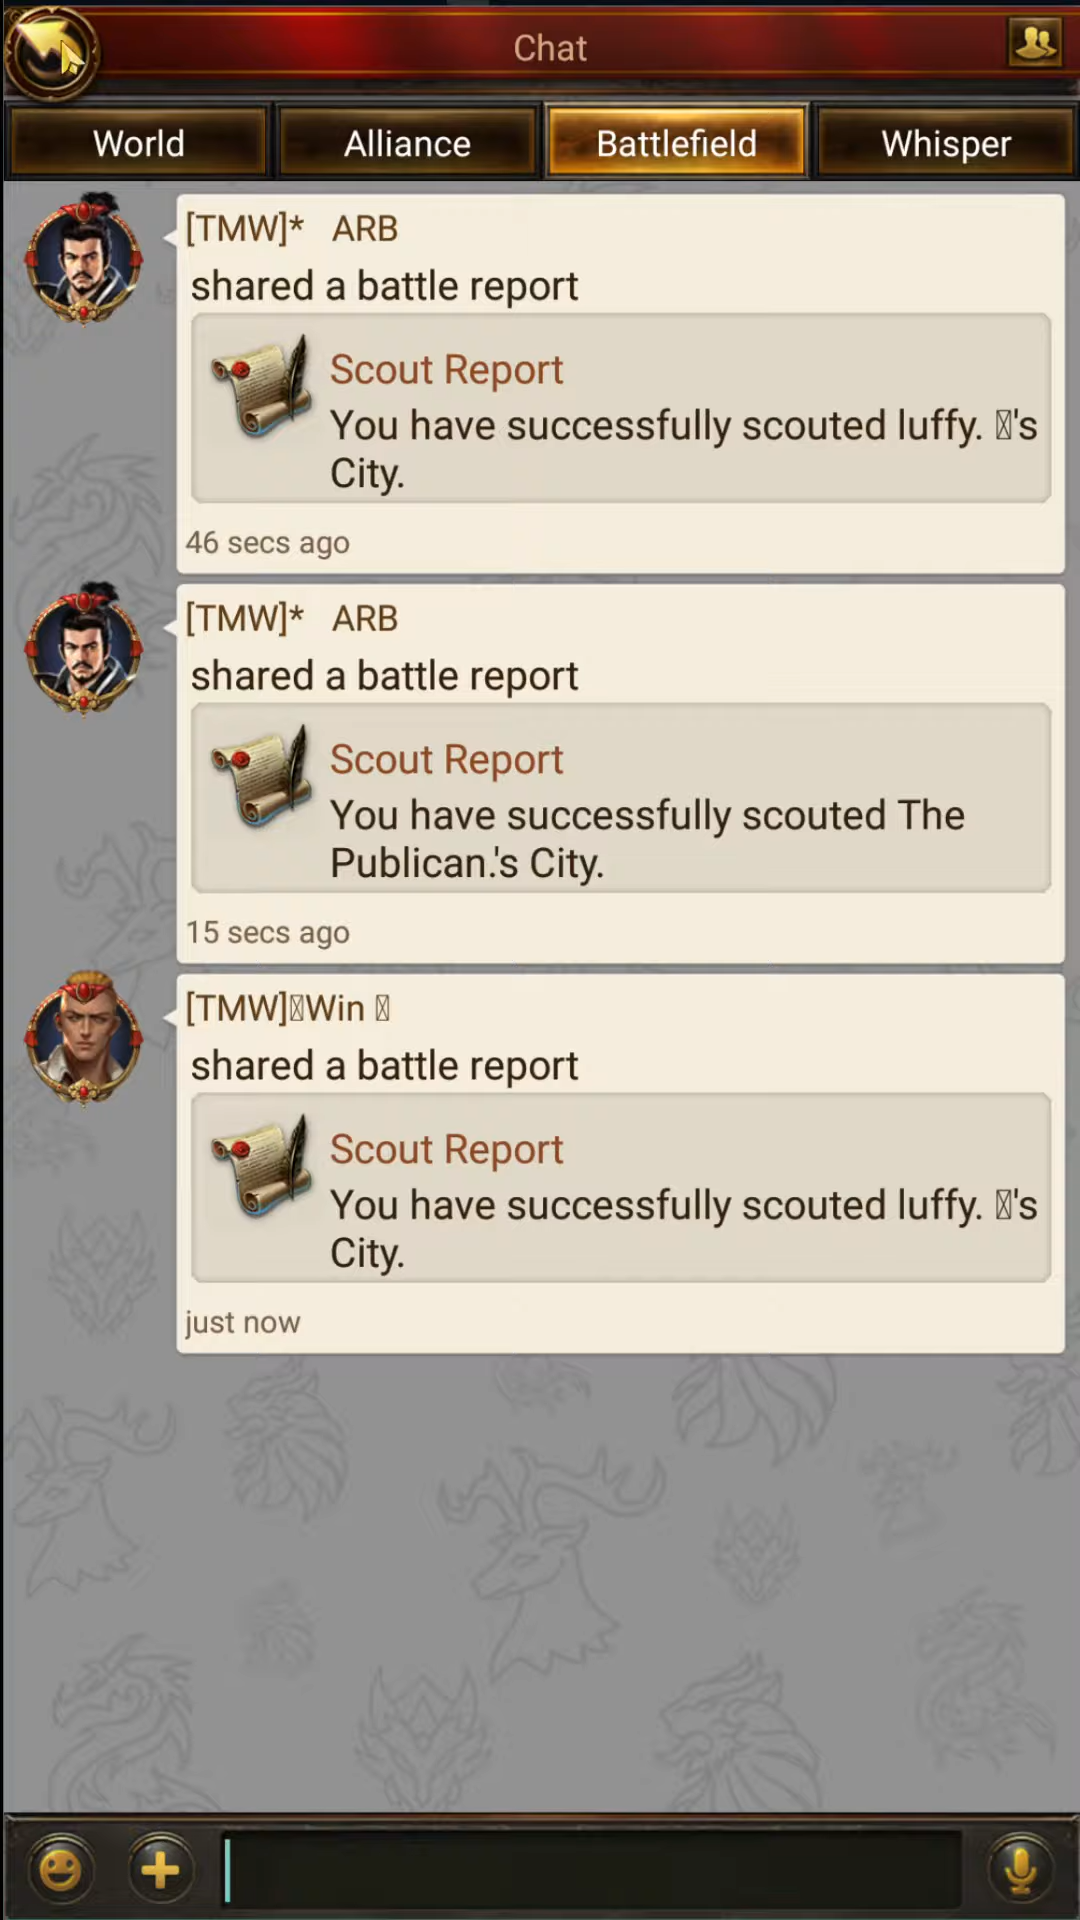 Chat
World Alliance Battlefield Whisper
[TMW]* ARB
shared a battle report
Scout Report
You have successfully scouted luffy. 's
City.
46 secs ago
[TMW]* ARB
shared a battle report
Scout Report
You have successfully scouted The
Publican.'s City.
15 secs ago
[TMW]Win
shared a battle report
Scout Report
You have successfully scouted luffy. 's
City.
just now